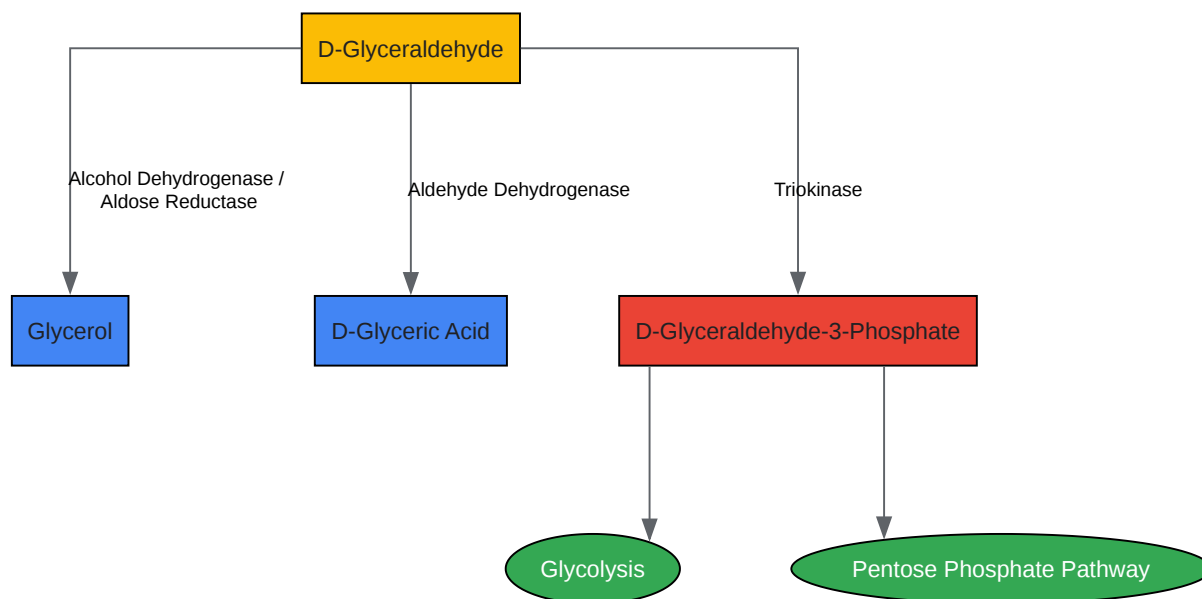 D-Glyceraldehyde
Alcohol Dehydrogenase /
Aldose Reductase
Aldehyde Dehydrogenase
Triokinase
Glycerol
D-Glyceric Acid
D-Glyceraldehyde-3-Phosphate
Glycolysis
Pentose Phosphate Pathway